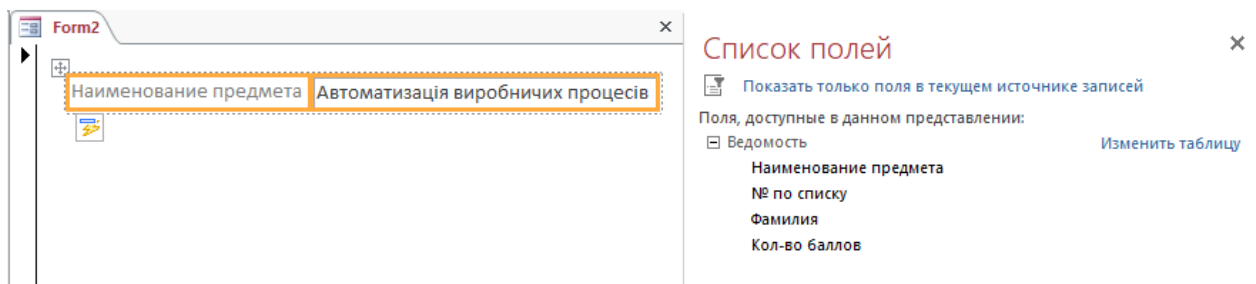 Form2
Наименование предмета Автоматизація виробничих процесів
Список полей
Показать только поля в текущем источнике записей
Поля, доступные в данном представлении:
Ведомость Изменить таблицу
Наименование предмета
№ по списку
Фамилия
Кол-во баллов